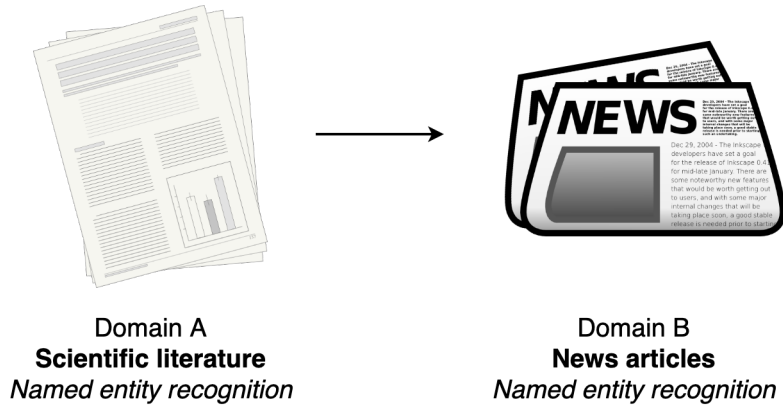 NEWS
Dec 29, 2004 - The Inkscape
developers have set a goal
for the release of Inkscape 0.4
for mid-late January. There are
some noteworthy new features
that would be worth getting out
to users, and with some major
internal changes that will be
taking place soon, a good stable
release is needed prior to starting
Domain A
Scientific literature
Named entity recognition
Domain B
News articles
Named entity recognition